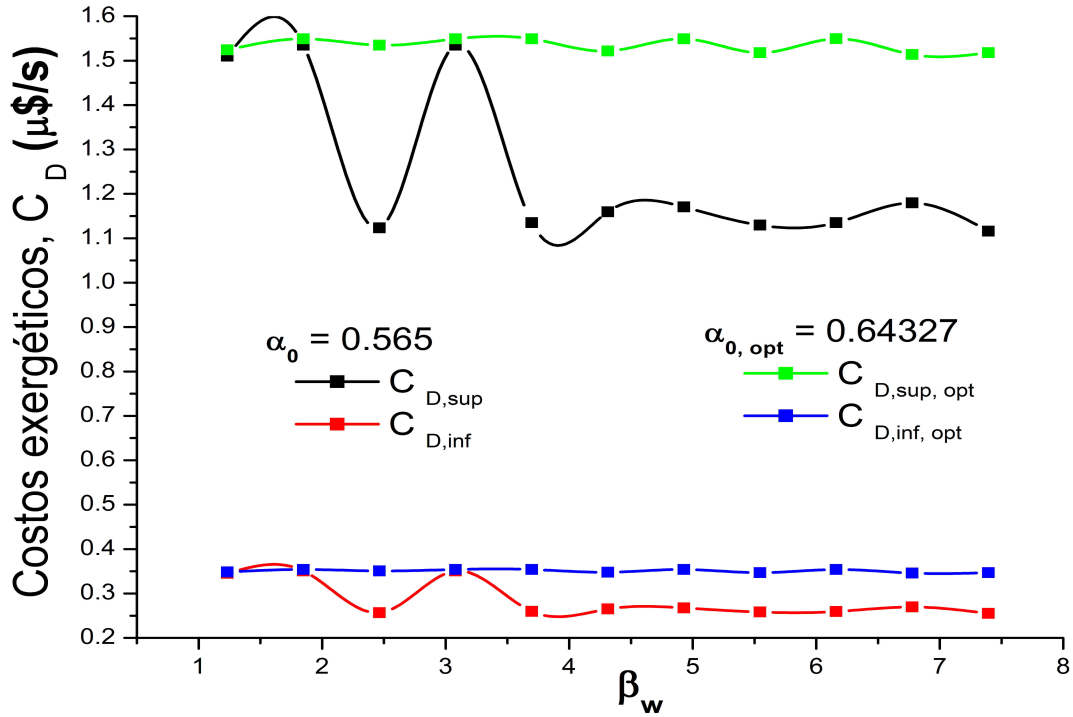 Costos exergéticos, C D (µ$/s)
1.6
1.5
1.4
1.3
1.2
1.1
1.0
0.9
0.8
0.7
0.6
0.5
0.4
0.3
0.2
α0 = 0.565
C D,sup
C D,inf
α0, opt = 0.64327
C D,sup, opt
C D,inf, opt
1 2 3 4 5 6 7 8
βw